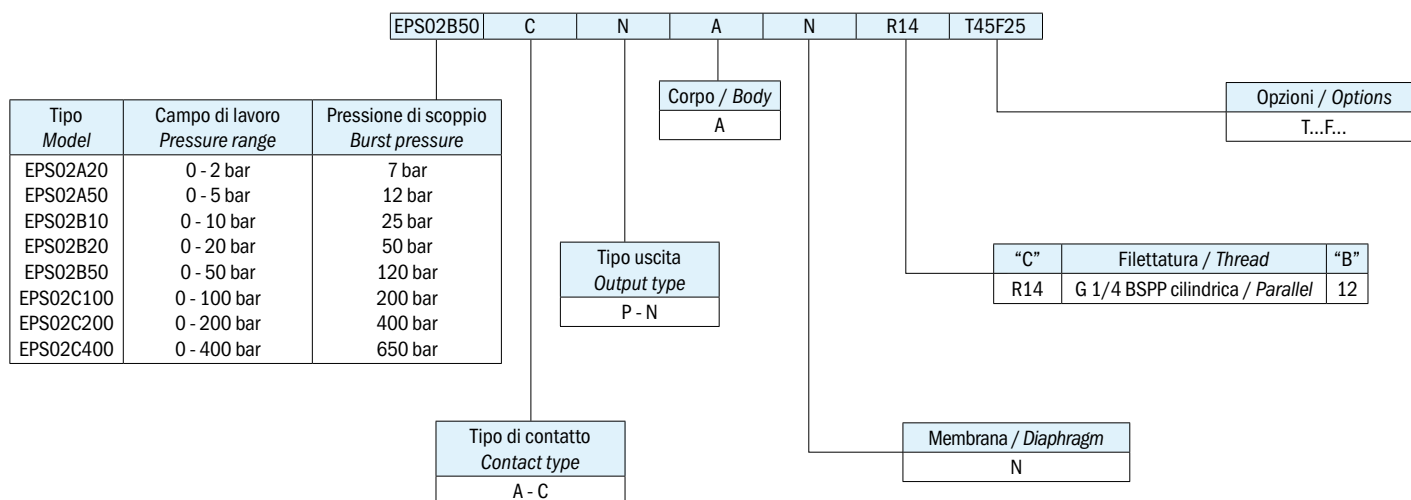 EPS02B50 C N A N R14 T45F25
Tipo Campo di lavoro Pressione di scoppio
Model Pressure range Burst pressure
EPS02A20 0 - 2 bar 7 bar
EPS02A50 0 - 5 bar 12 bar
EPS02B10 0 - 10 bar 25 bar
EPS02B20 0 - 20 bar 50 bar
EPS02B50 0 - 50 bar 120 bar
EPS02C100 0 - 100 bar 200 bar
EPS02C200 0 - 200 bar 400 bar
EPS02C400 0 - 400 bar 650 bar
Corpo / Body
A
Opzioni / Options
T...F...
Tipo uscita
Output type
P - N
“C” Filettatura / Thread “B”
R14 G 1/4 BSPP cilindrica / Parallel 12
Tipo di contatto
Contact type
A - C
Membrana / Diaphragm
N